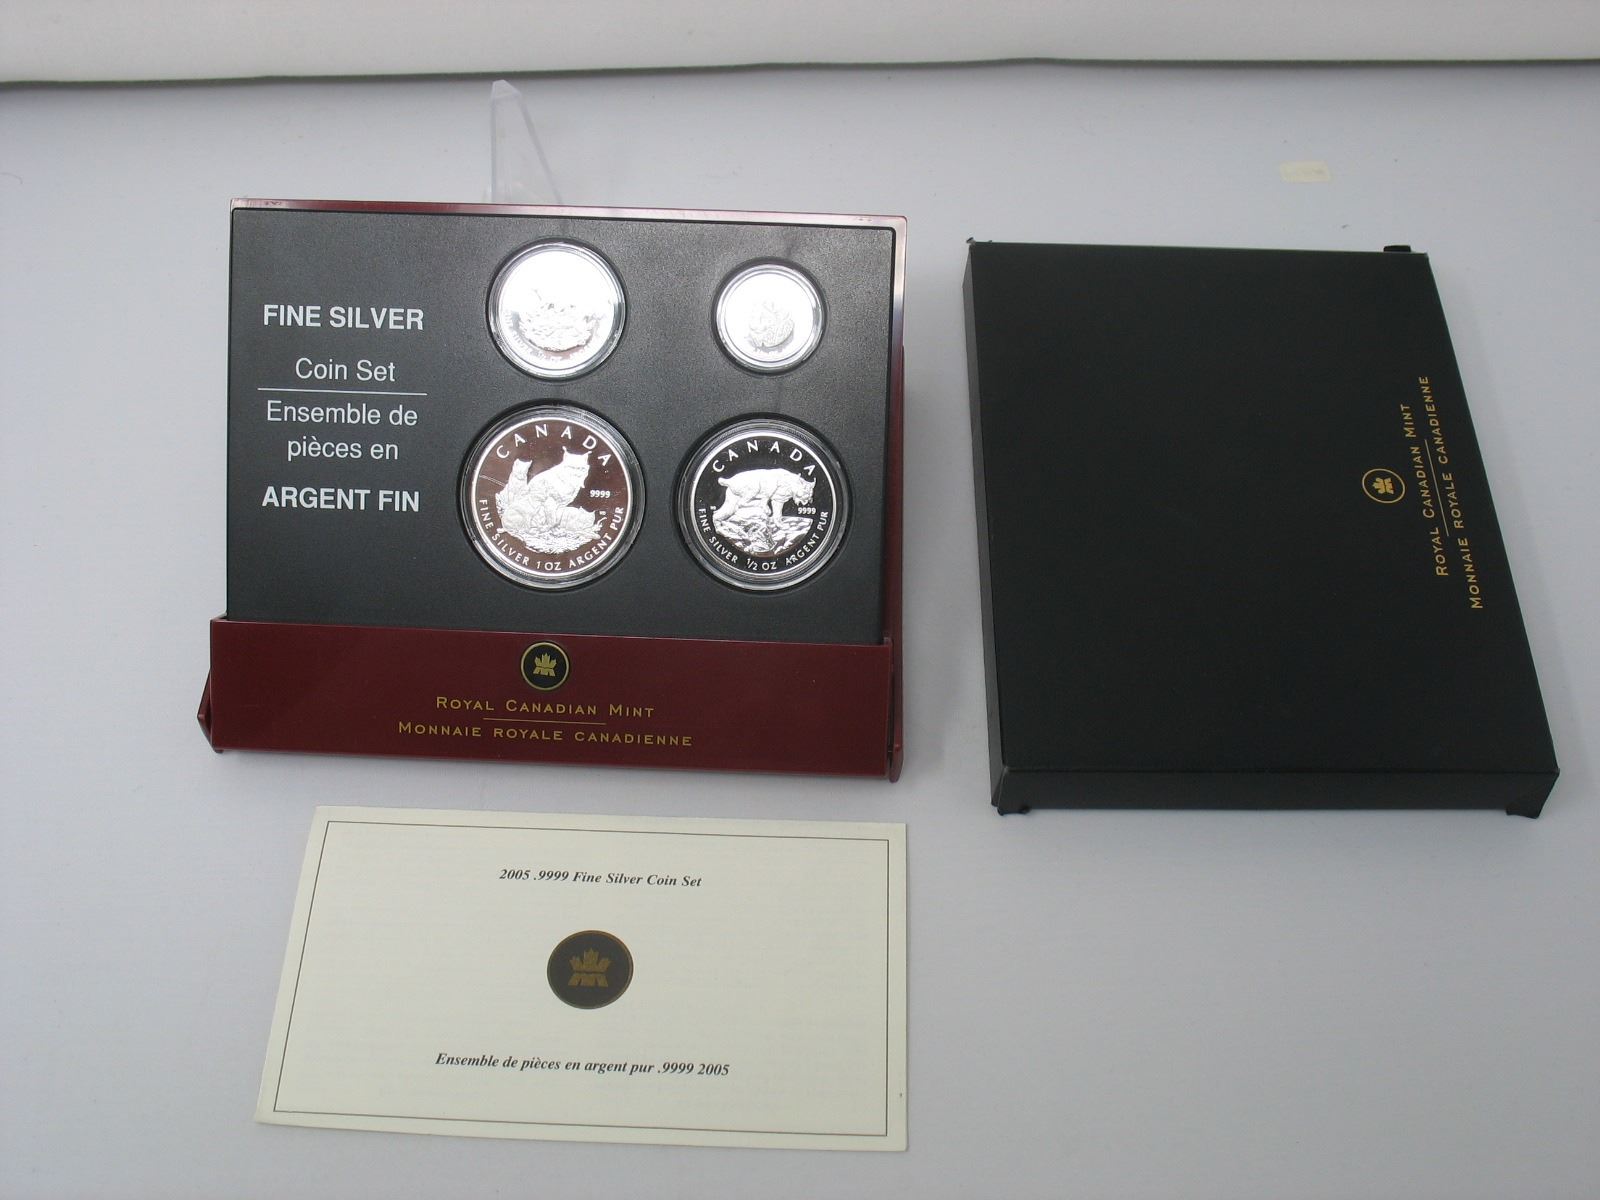 FINE SILVER
Coin Set
Ensemble de
pièces en
ARGENT FIN
CANADA
9999
FINE SILVER 1 OZ ARGENT PUR
CANADA
9999
FINE SILVER 1/2 OZ ARGENT PUR
ROYAL CANADIAN MINT
MONNAIE ROYALE CANADIENNE
ROYAL CANADIAN MINT
MONNAIE ROYALE CANADIENNE
2005 .9999 Fine Silver Coin Set
Ensemble de pièces en argent pur .9999 2005